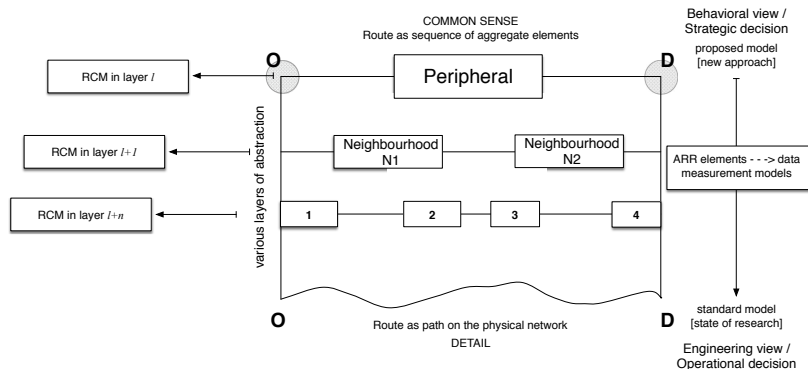 COMMON SENSE
Route as sequence of aggregate elements
Behavioral view /
Strategic decision
proposed model
[new approach]
O
D
RCM in layer l
Peripheral
RCM in layer l+1
Neighbourhood
N1
Neighbourhood
N2
ARR elements - - -> data
measurement models
various layers of abstraction
RCM in layer l+n
1
2
3
4
O
D
Route as path on the physical network
DETAIL
standard model
[state of research]
Engineering view /
Operational decision